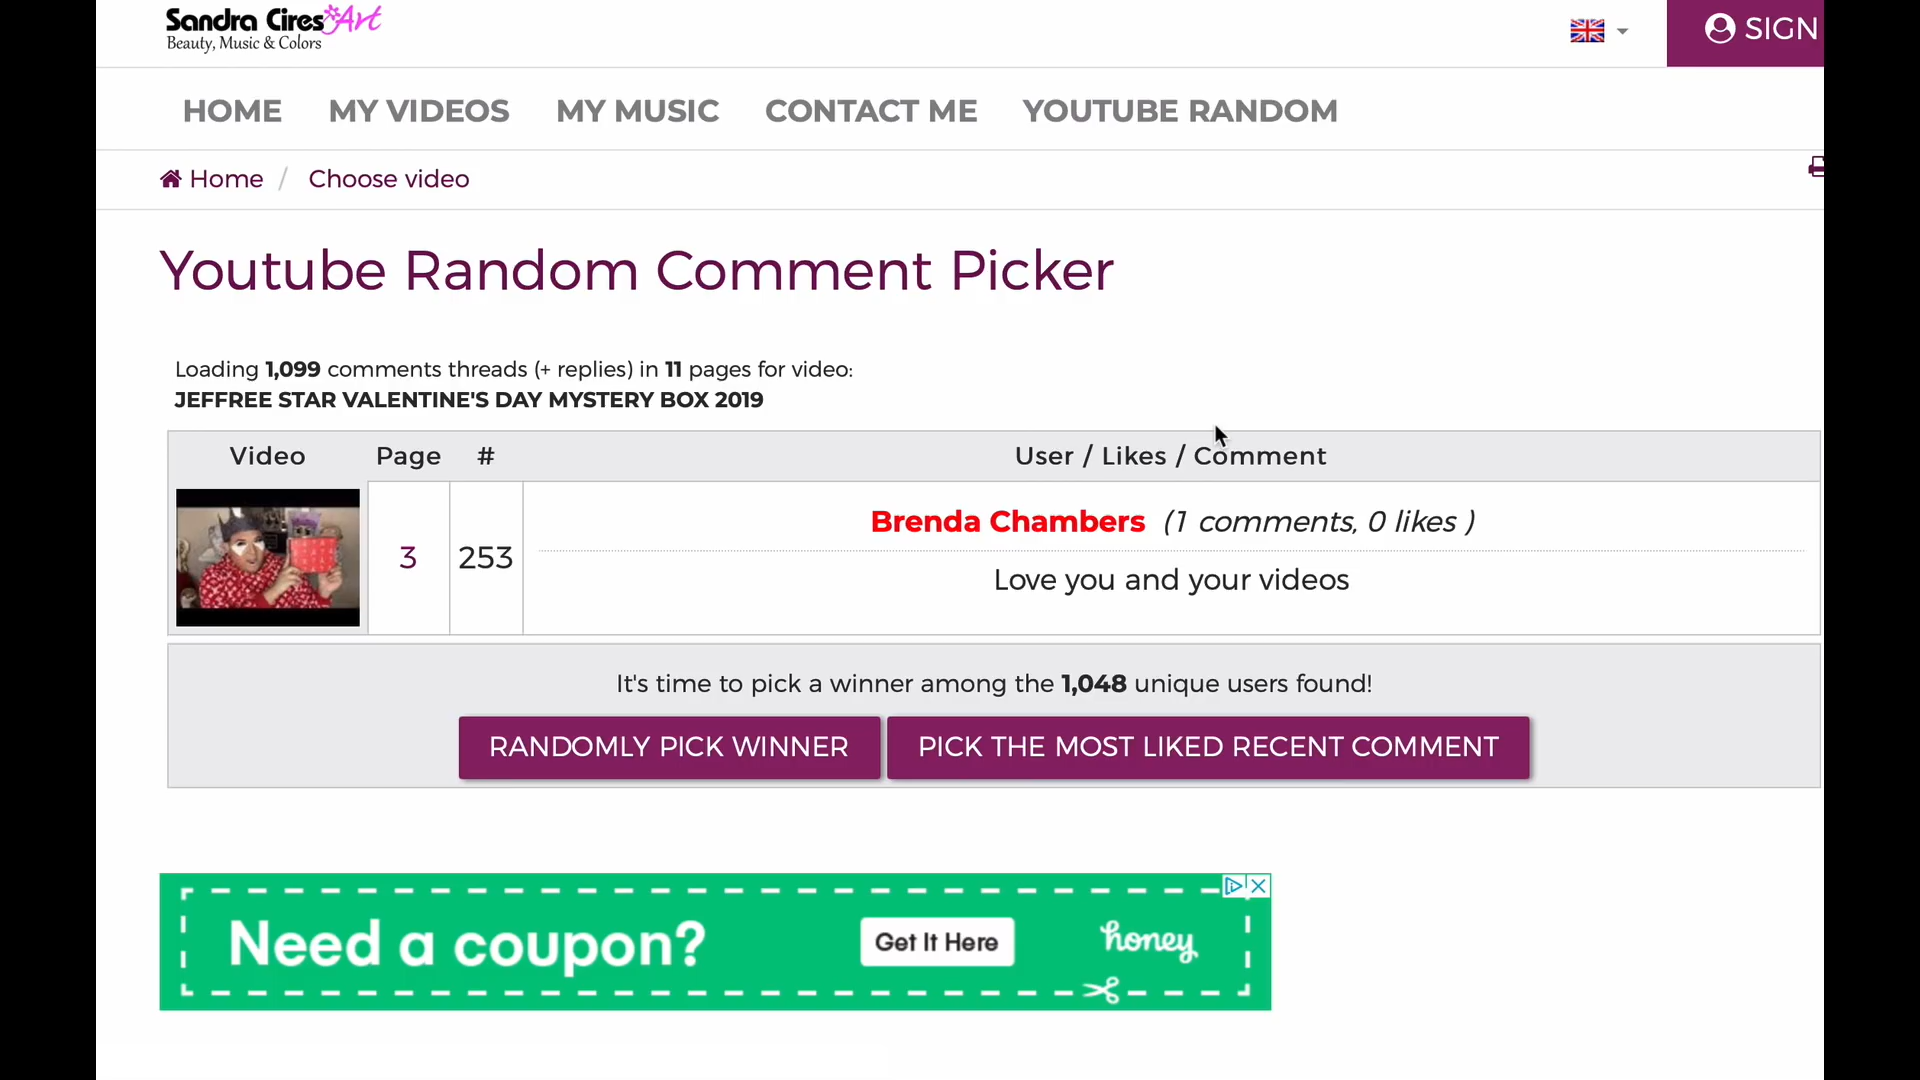 Sandra Cires Art
Beauty, Music & Colors
SIGN
HOME MY VIDEOS MY MUSIC CONTACT ME YOUTUBE RANDOM
Home / Choose video
Youtube Random Comment Picker
Loading 1,099 comments threads (+ replies) in 11 pages for video:
JEFFREE STAR VALENTINE'S DAY MYSTERY BOX 2019
Video Page # User / Likes / Comment
3 253 Brenda Chambers (1 comments, 0 likes )
Love you and your videos
It's time to pick a winner among the 1,048 unique users found!
RANDOMLY PICK WINNER PICK THE MOST LIKED RECENT COMMENT
Need a coupon? Get It Here honey